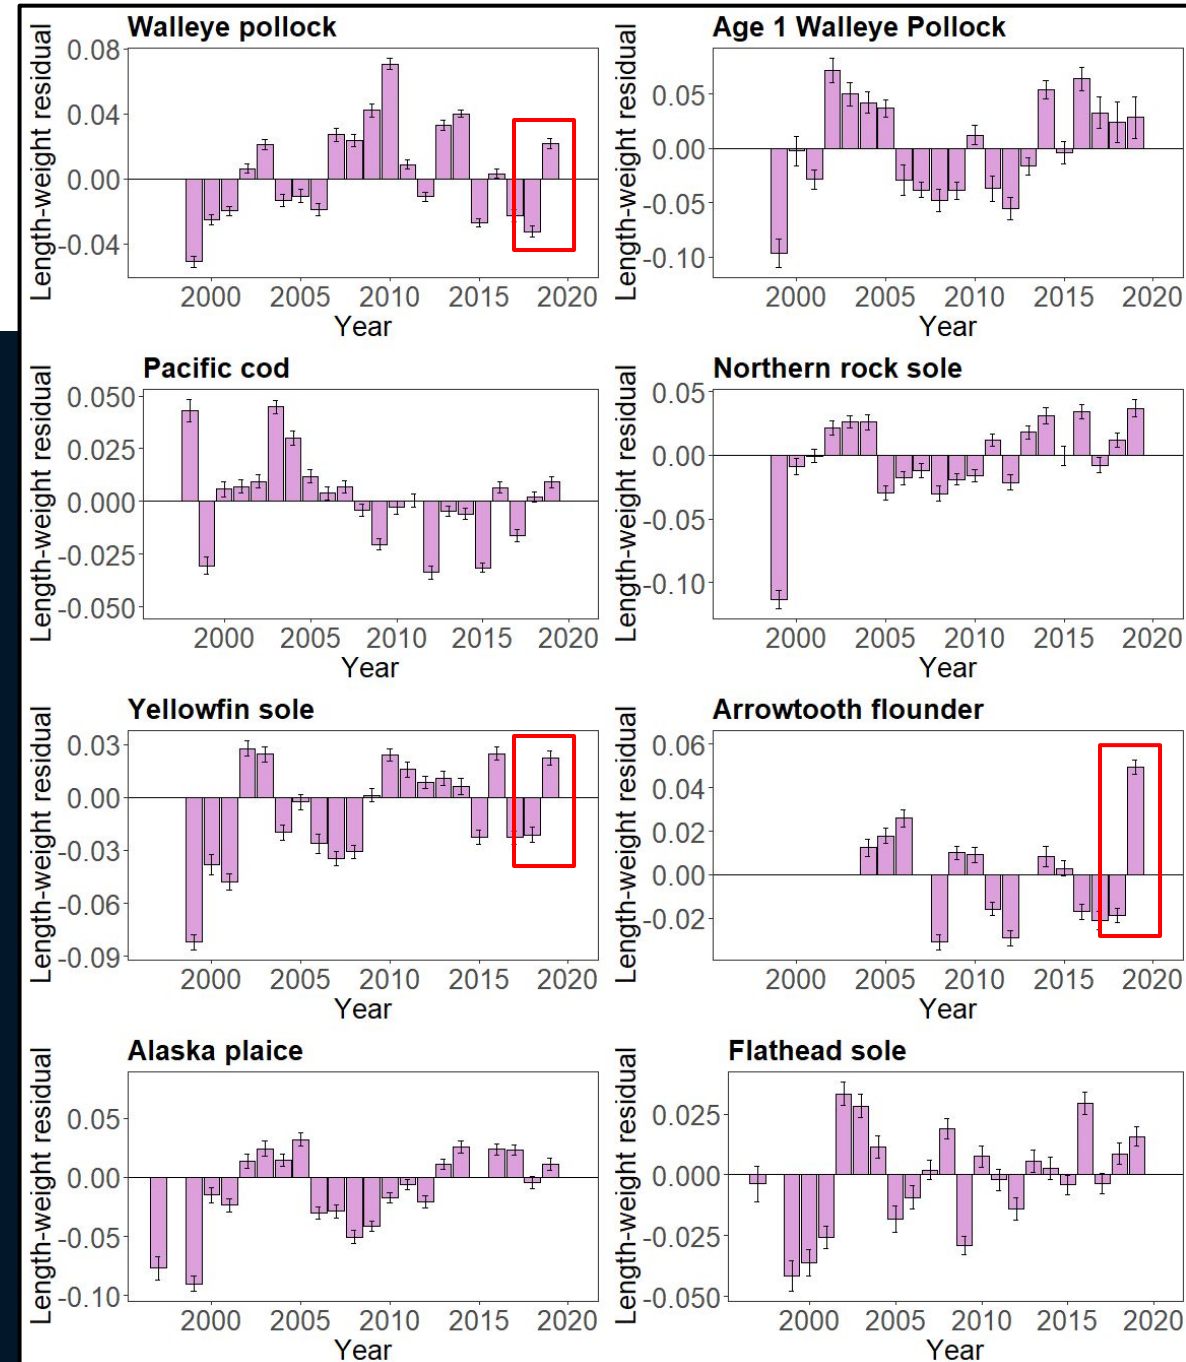 Walleye pollock
Length-weight residual
0.08
0.04
0.00
-0.04
2000 2005 2010 2015 2020
Year
Age 1 Walleye Pollock
Length-weight residual
0.05
0.00
-0.05
-0.10
2000 2005 2010 2015 2020
Year
Pacific cod
Length-weight residual
0.050
0.025
0.000
-0.025
-0.050
2000 2005 2010 2015 2020
Year
Northern rock sole
Length-weight residual
0.05
0.00
-0.05
-0.10
2000 2005 2010 2015 2020
Year
Yellowfin sole
Length-weight residual
0.03
0.00
-0.03
-0.06
-0.09
2000 2005 2010 2015 2020
Year
Arrowtooth flounder
Length-weight residual
0.06
0.04
0.02
0.00
-0.02
2000 2005 2010 2015 2020
Year
Alaska plaice
Length-weight residual
0.05
0.00
-0.05
-0.10
2000 2005 2010 2015 2020
Year
Flathead sole
Length-weight residual
0.025
0.000
-0.025
-0.050
2000 2005 2010 2015 2020
Year